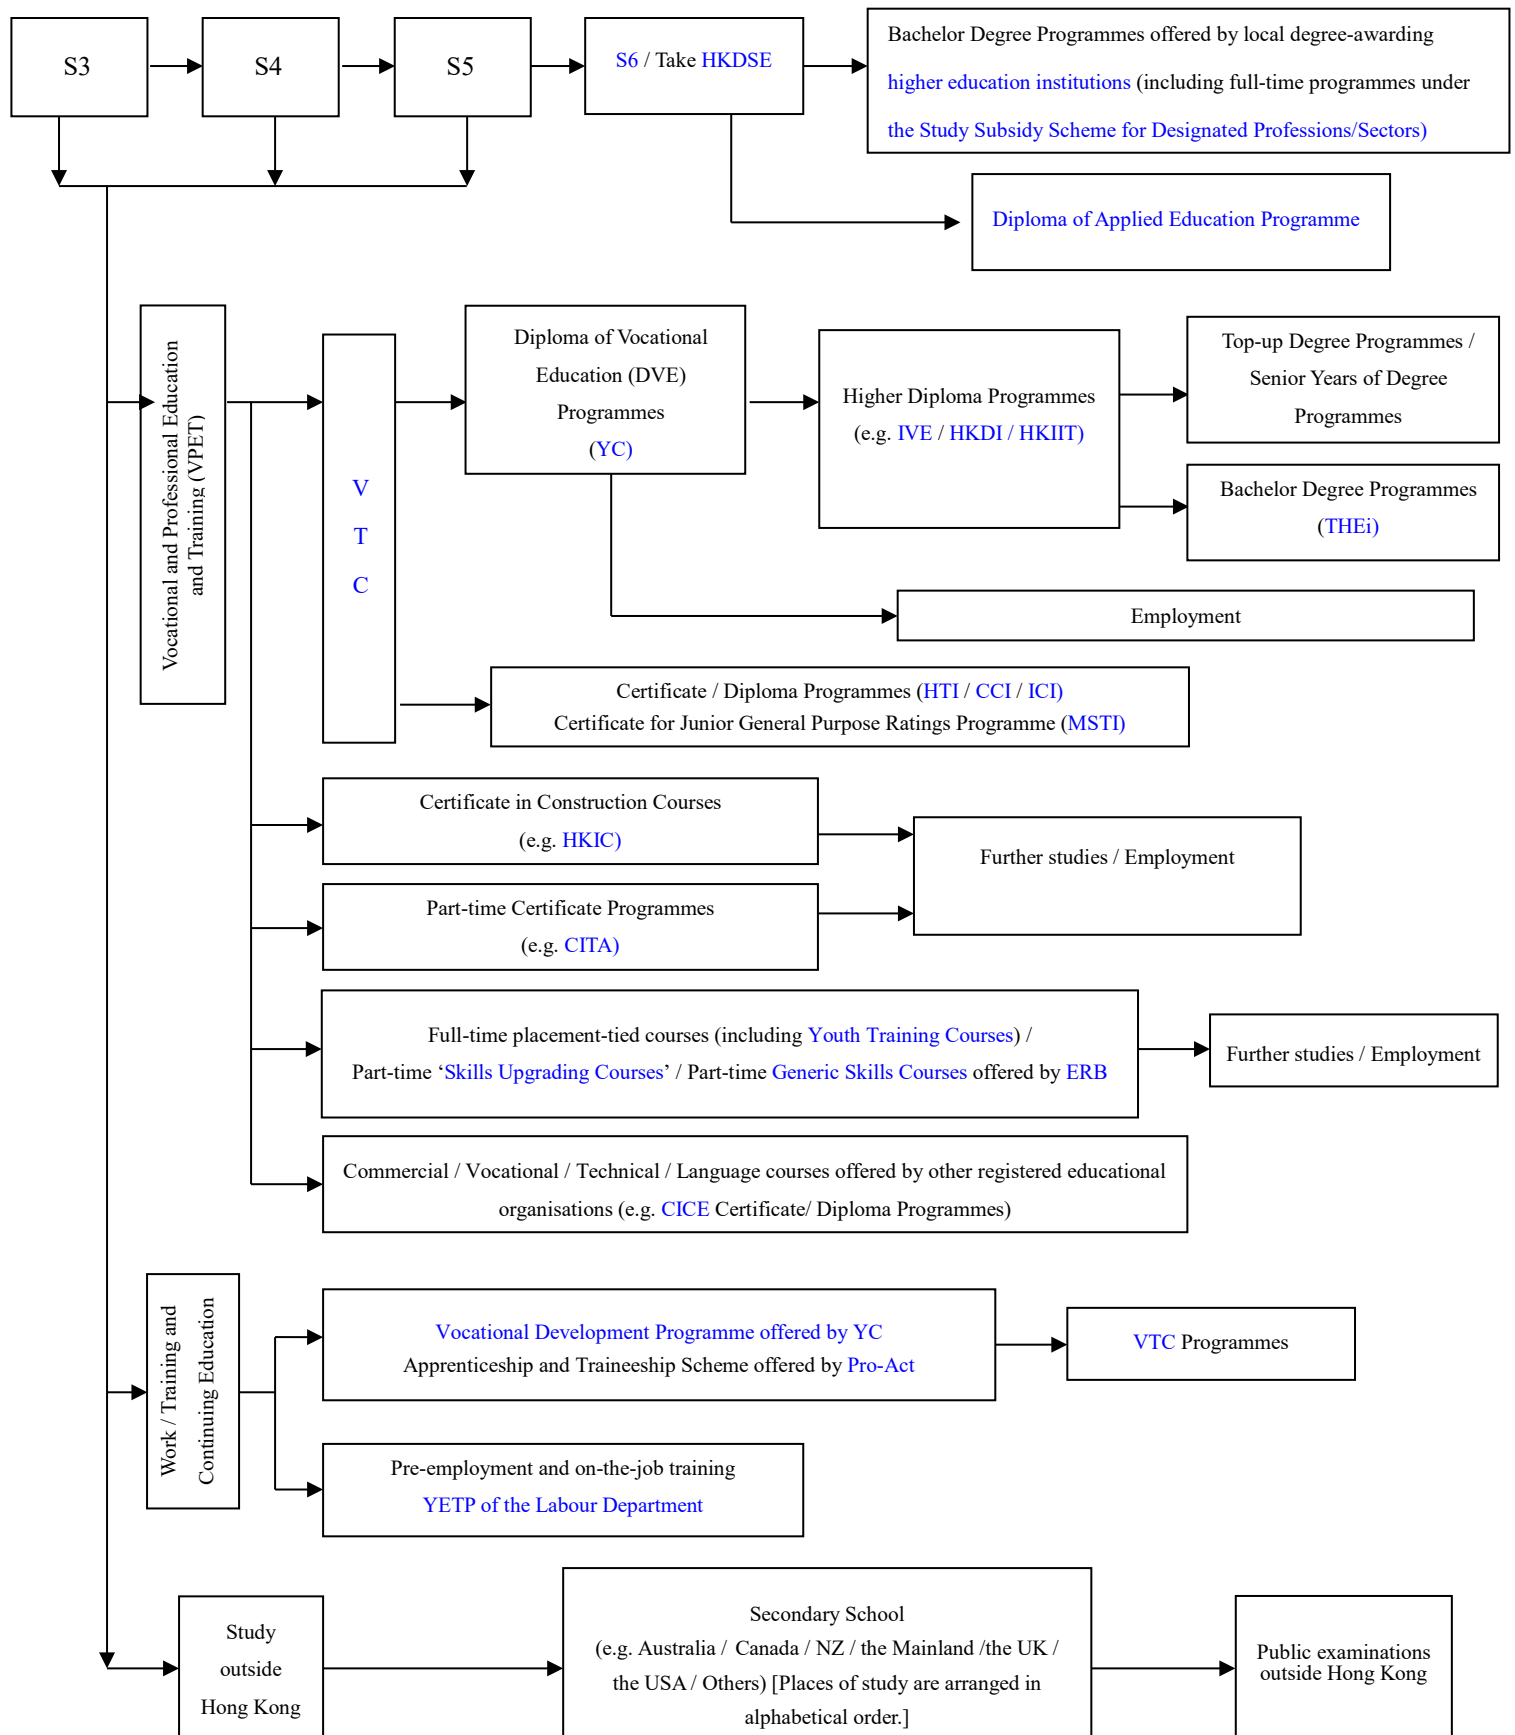 S3
S4
S5
S6 / Take HKDSE
Bachelor Degree Programmes offered by local degree-awarding
higher education institutions (including full-time programmes under
the Study Subsidy Scheme for Designated Professions/Sectors)
Diploma of Applied Education Programme
Vocational and Professional Education
and Training (VPET)
V
T
C
Diploma of Vocational
Education (DVE)
Programmes
(YC)
Higher Diploma Programmes
(e.g. IVE / HKDI / HKIIT)
Top-up Degree Programmes /
Senior Years of Degree
Programmes
Bachelor Degree Programmes
(THEi)
Employment
Certificate / Diploma Programmes (HTI / CCI / ICI)
Certificate for Junior General Purpose Ratings Programme (MSTI)
Certificate in Construction Courses
(e.g. HKIC)
Part-time Certificate Programmes
(e.g. CITA)
Further studies / Employment
Full-time placement-tied courses (including Youth Training Courses) /
Part-time ‘Skills Upgrading Courses’ / Part-time Generic Skills Courses offered by ERB
Further studies / Employment
Commercial / Vocational / Technical / Language courses offered by other registered educational
organisations (e.g. CICE Certificate/ Diploma Programmes)
Work / Training and
Continuing Education
Vocational Development Programme offered by YC
Apprenticeship and Traineeship Scheme offered by Pro-Act
VTC Programmes
Pre-employment and on-the-job training
YETP of the Labour Department
Study
outside
Hong Kong
Secondary School
(e.g. Australia / Canada / NZ / the Mainland /the UK /
the USA / Others) [Places of study are arranged in
alphabetical order.]
Public examinations
outside Hong Kong